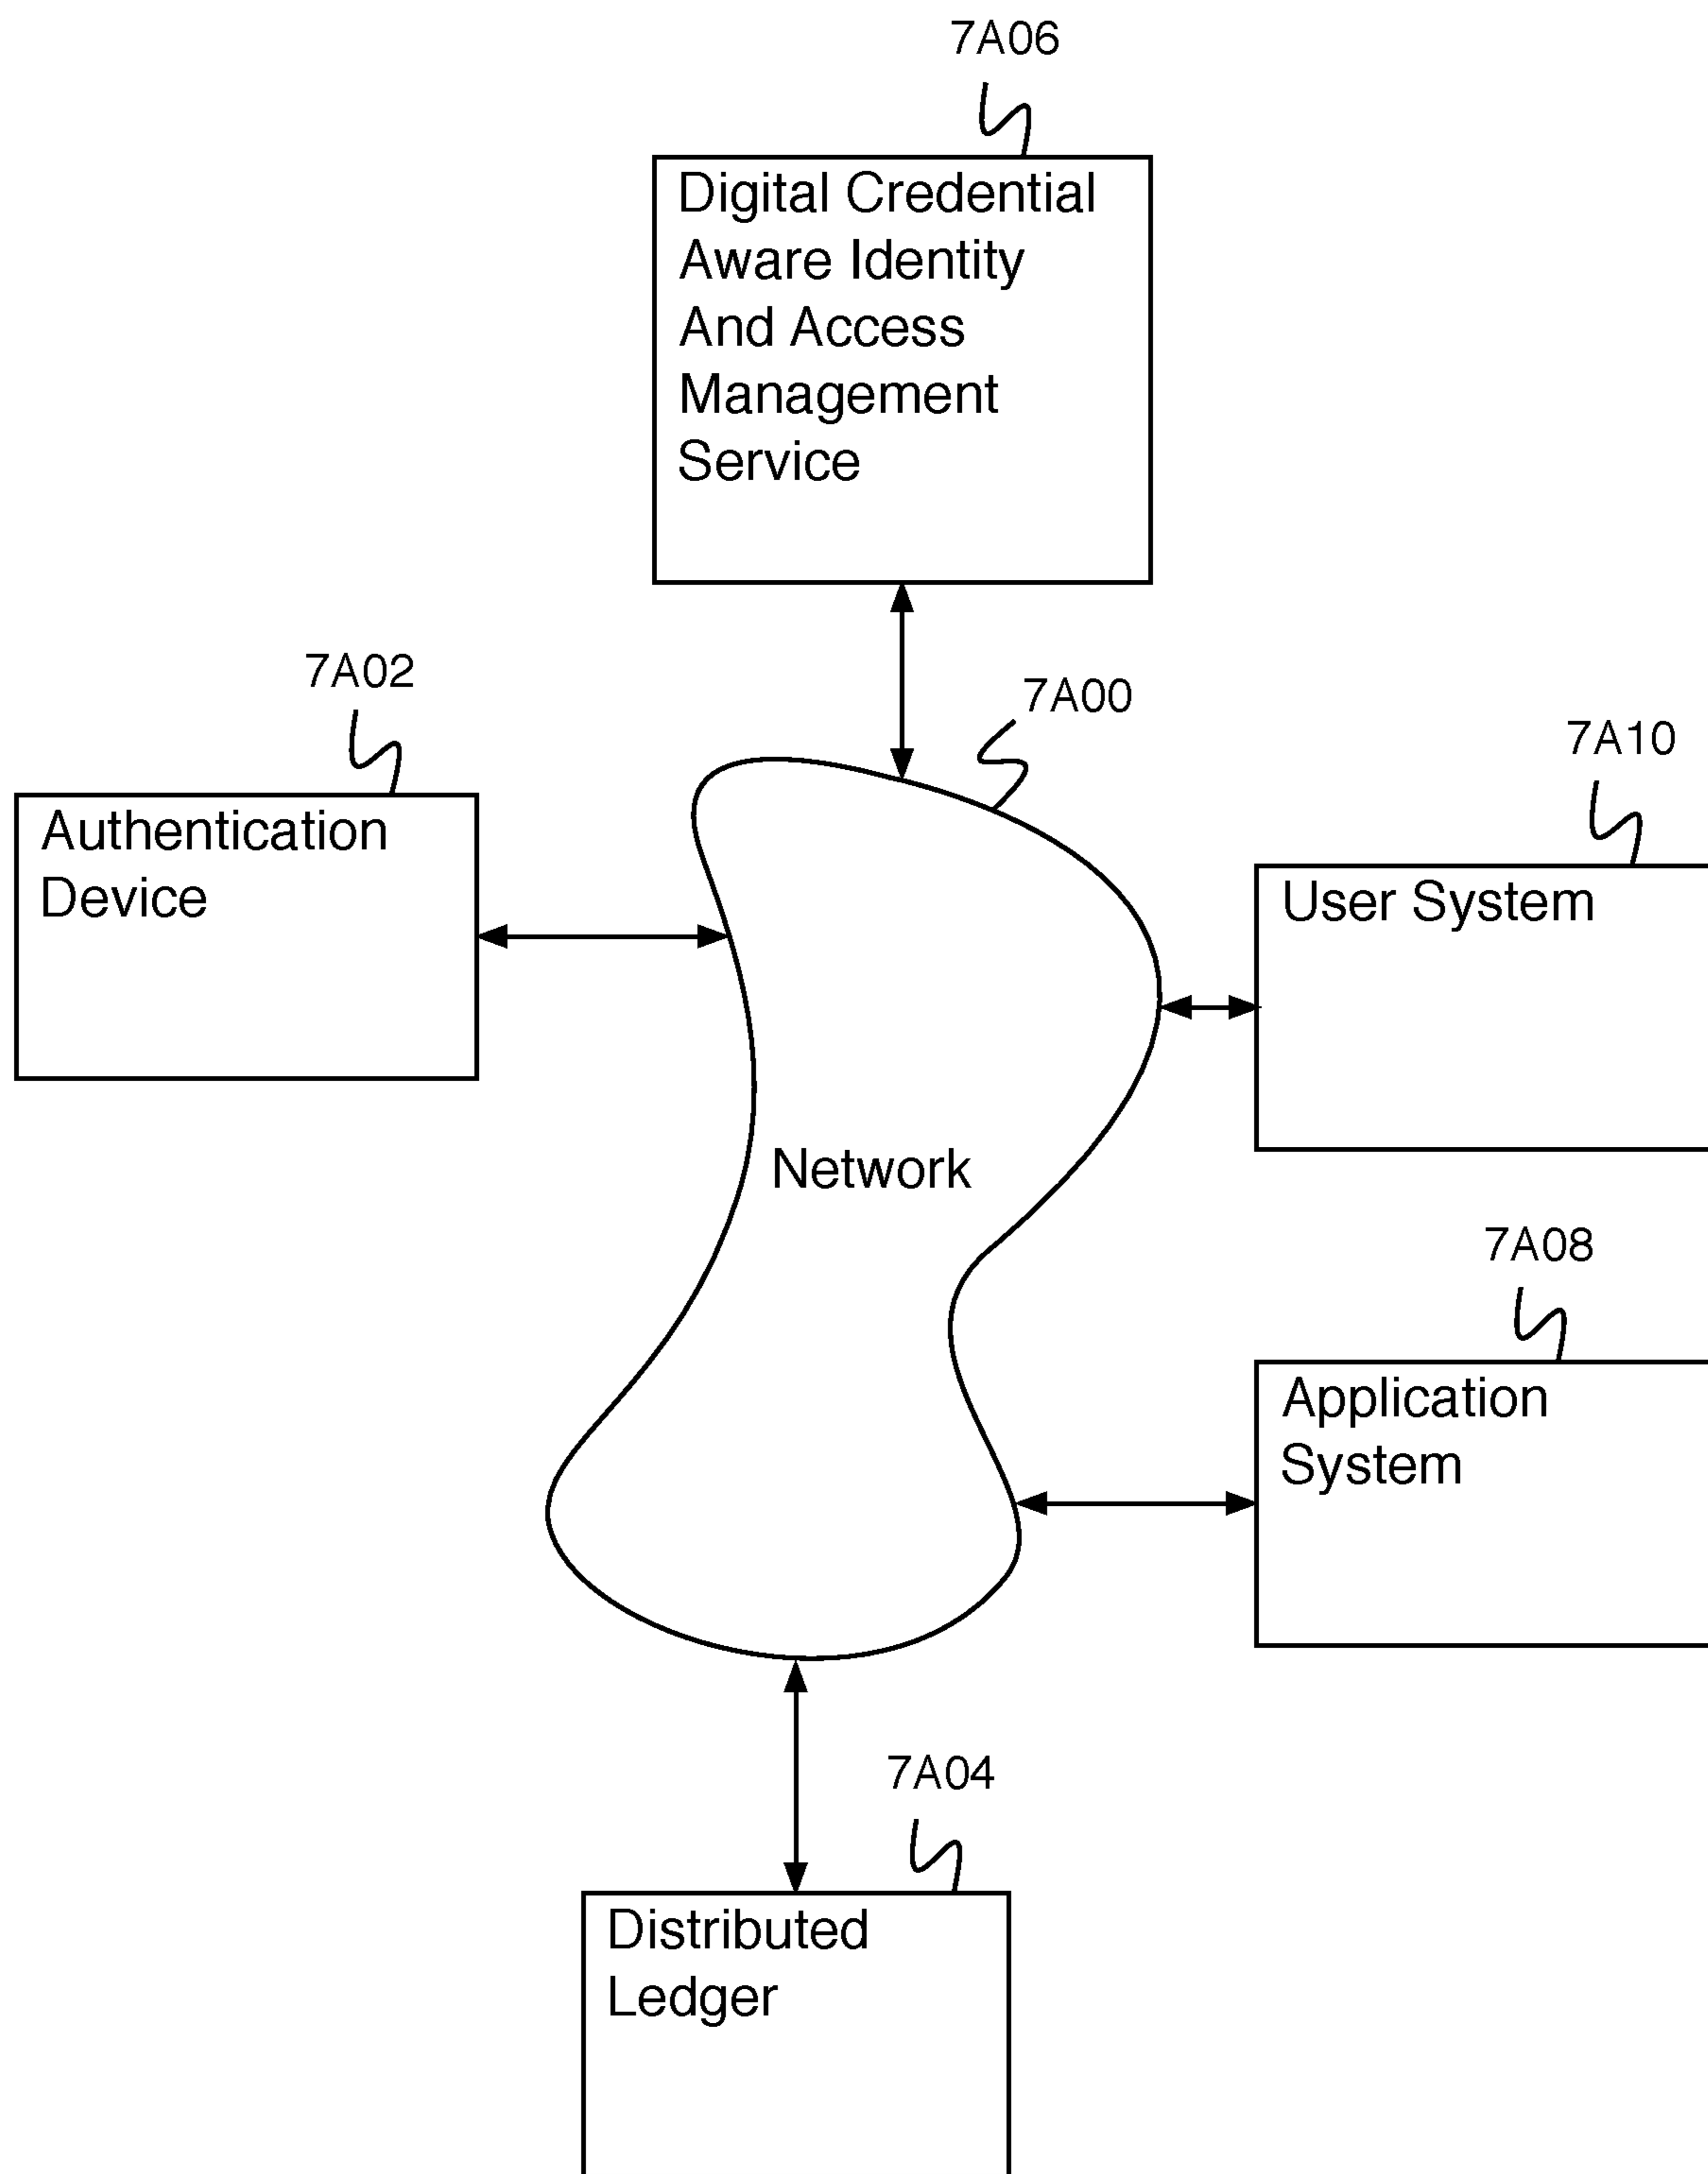 7A06
Digital Credential
Aware Identity
And Access
Management
Service
7A02
7A00
7A10
Authentication
Device
User System
Network
7A08
Application
System
7A04
Distributed
Ledger